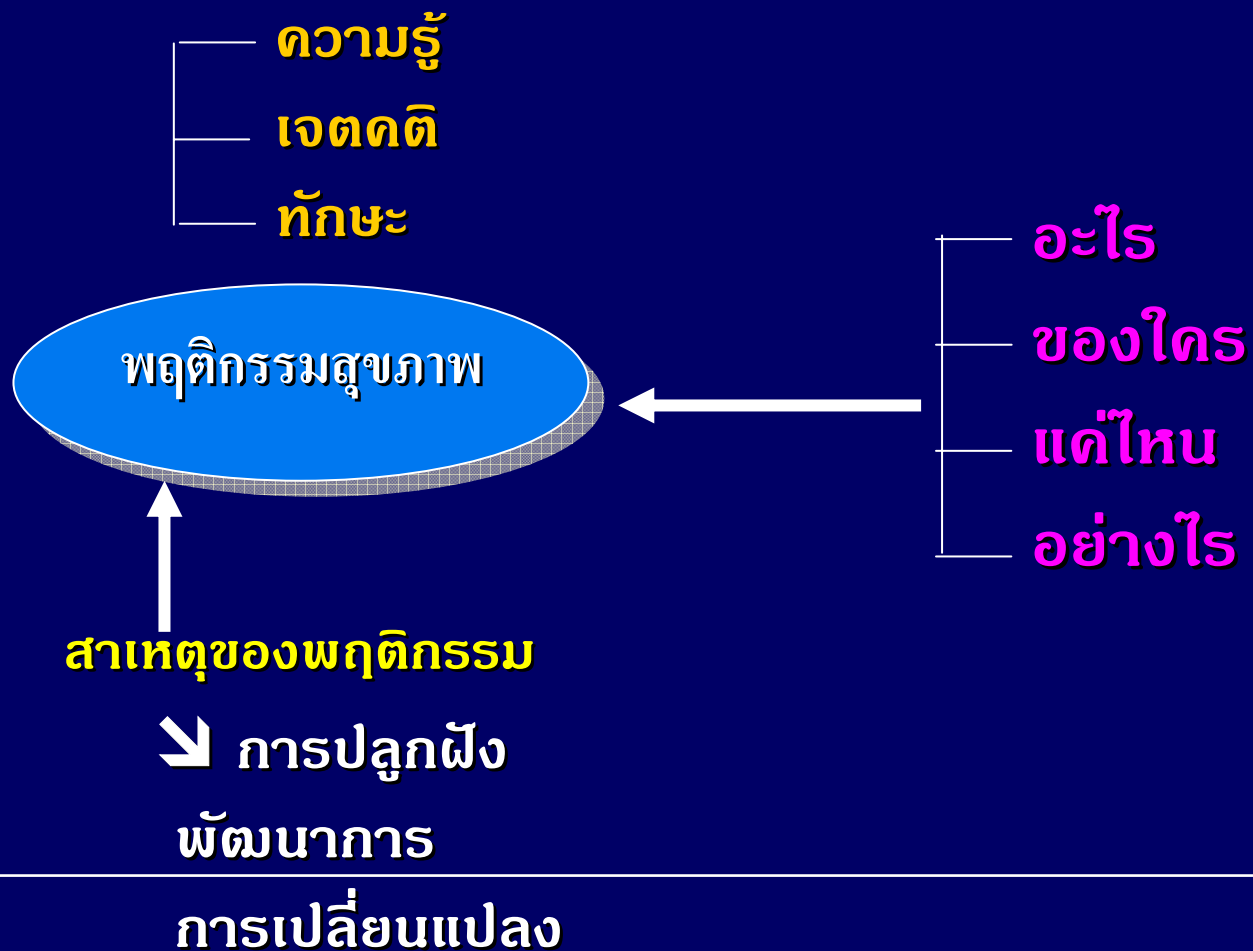 ความรู้
เจตคติ
ทักษะ
พฤติกรรมสุขภาพ
อะไร
ของใคร
แค่ไหน
อย่างไร
สาเหตุของพฤติกรรม
การปลูกฝัง
พัฒนาการ
การเปลี่ยนแปลง